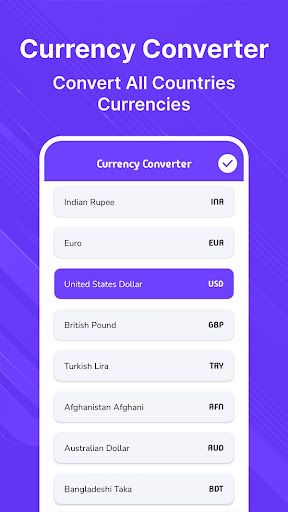 Currency Converter
Convert All Countries
Currencies
Currency Converter
Indian Rupee INR
Euro EUR
United States Dollar USD
British Pound GBP
Turkish Lira TRY
Afghanistan Afghani AFN
Australian Dollar AUD
Bangladeshi Taka BDT